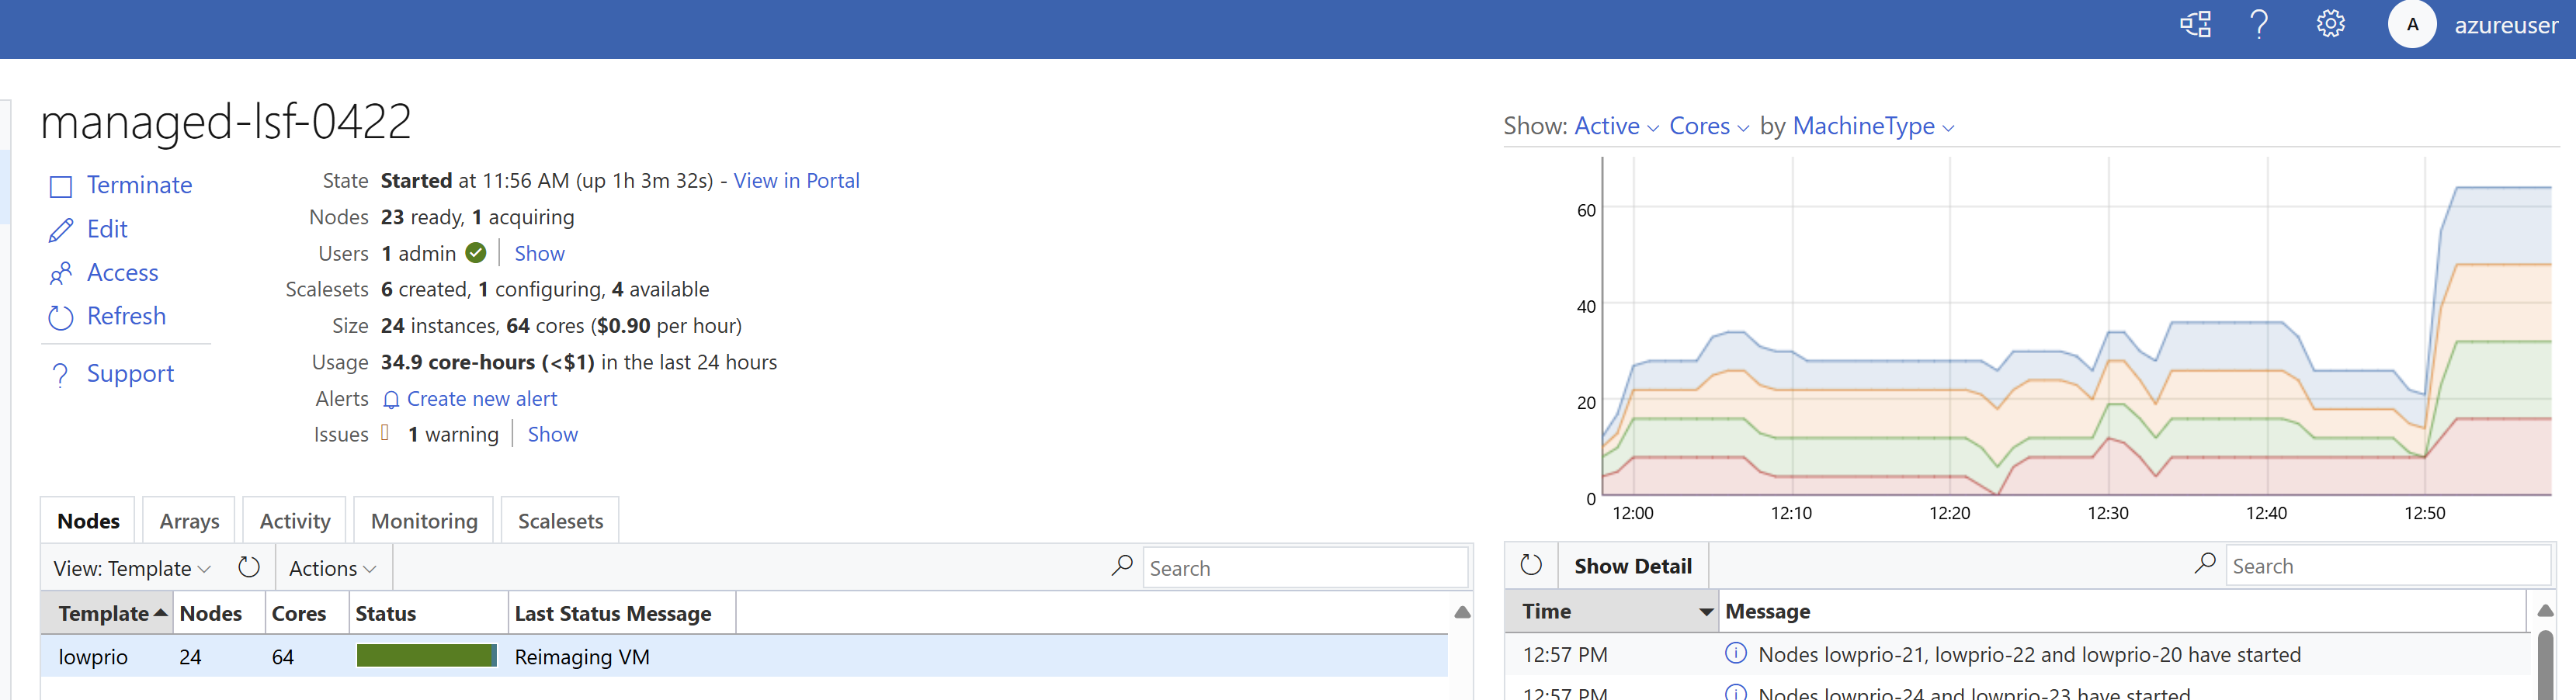 A azureuser
managed-lsf-0422
Terminate
Edit
Access
Refresh
Support
State Started at 11:56 AM (up 1h 3m 32s) - View in Portal
Nodes 23 ready, 1 acquiring
Users 1 admin Show
Scalesets 6 created, 1 configuring, 4 available
Size 24 instances, 64 cores ($0.90 per hour)
Usage 34.9 core-hours (<$1) in the last 24 hours
Alerts Create new alert
Issues 1 warning Show
Show: Active Cores by MachineType
60
40
20
0
12:00 12:10 12:20 12:30 12:40 12:50
Nodes Arrays Activity Monitoring Scalesets
View: Template Actions Search
Template Nodes Cores Status Last Status Message
lowprio 24 64 Reimaging VM
Show Detail Search
Time Message
12:57 PM Nodes lowprio-21, lowprio-22 and lowprio-20 have started
12:57 PM Nodes lowprio-24 and lowprio-23 have started